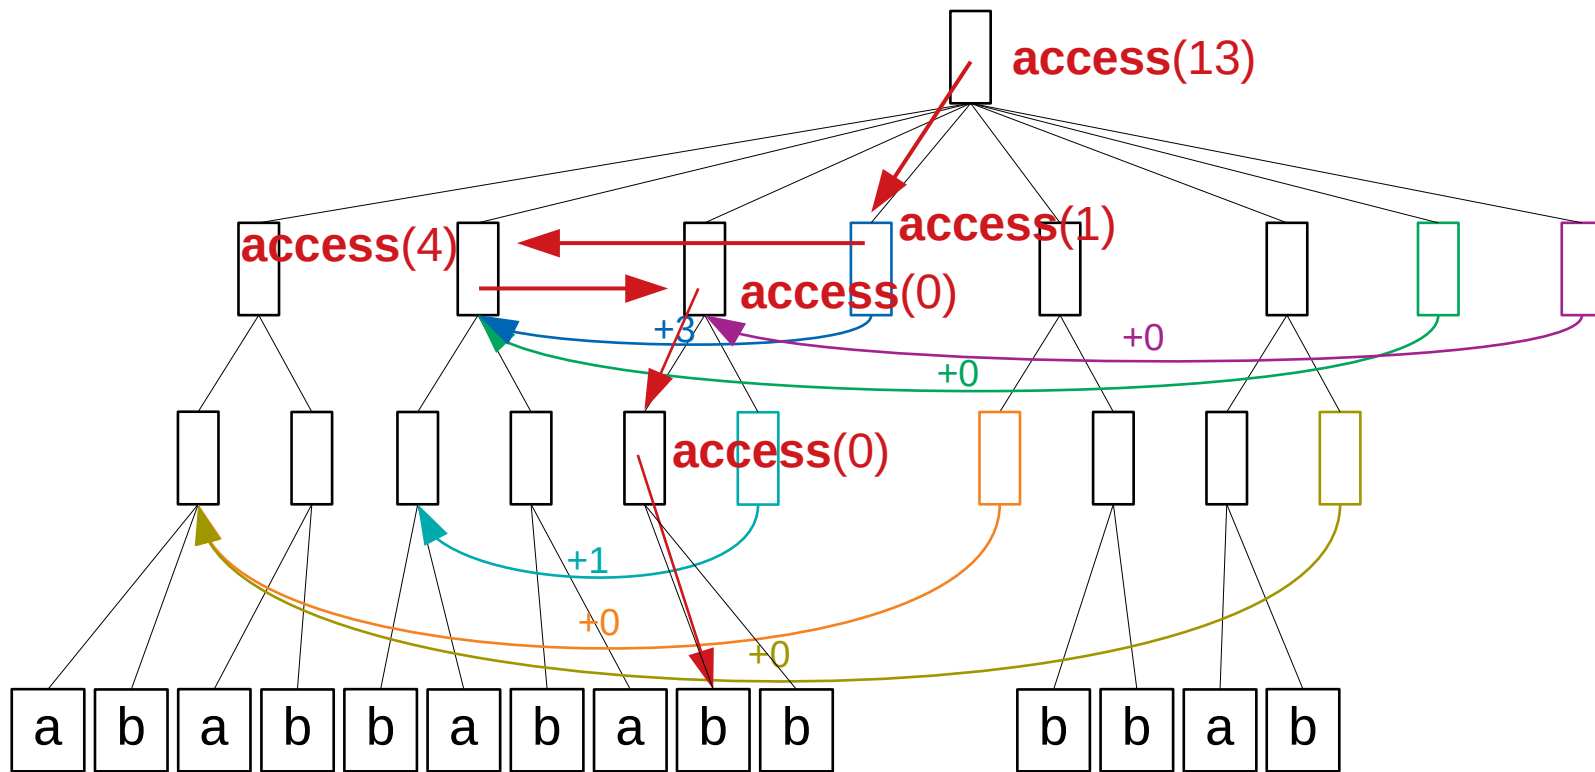 access(13)
access(4)
access(1)
access(0)
+3
+0
+0
access(0)
+1
+0
+0
a b a b b a b a b b b b a b